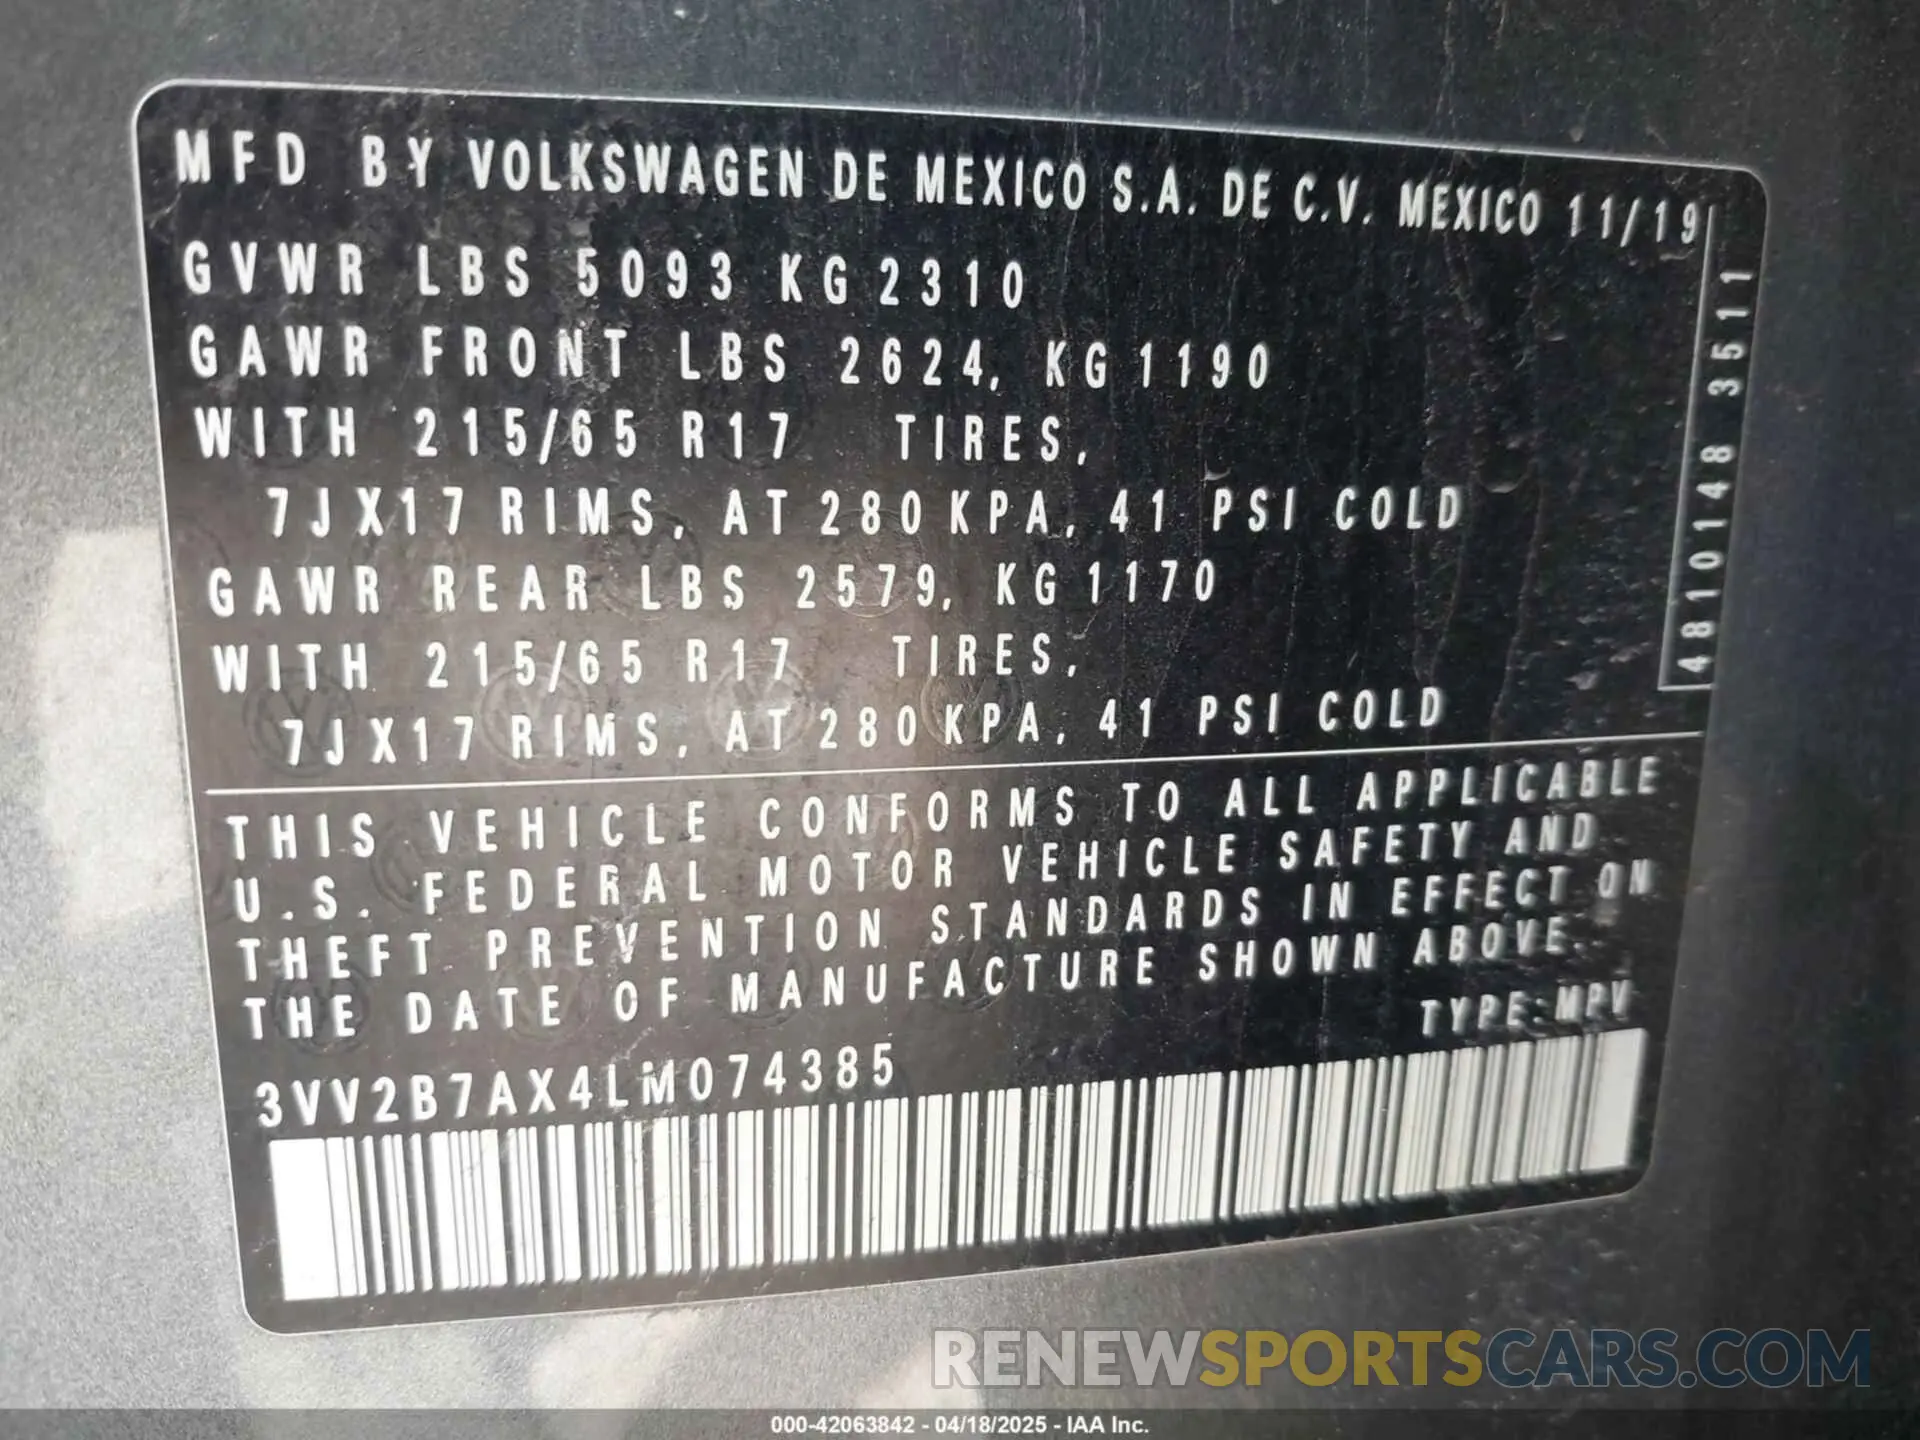 MFD BY VOLKSWAGEN DE MEXICO S.A. DE C.V. MEXICO 11/19
GVWR LBS 5093 KG 2310
GAWR FRONT LBS 2624, KG 1190
WITH 215/65 R17 TIRES,
7JX17 RIMS, AT 280 KPA, 41 PSI COLD
GAWR REAR LBS 2579, KG 1170
WITH 215/65 R17 TIRES,
7JX17 RIMS, AT 280 KPA, 41 PSI COLD
4810148 3511
THIS VEHICLE CONFORMS TO ALL APPLICABLE
U.S. FEDERAL MOTOR VEHICLE SAFETY AND
THEFT PREVENTION STANDARDS IN EFFECT ON
THE DATE OF MANUFACTURE SHOWN ABOVE.
TYPE: MPV
3VV2B7AX4LM074385
RENEWSPORTSCARS.COM
000-42063842 - 04/18/2025 - IAA Inc.